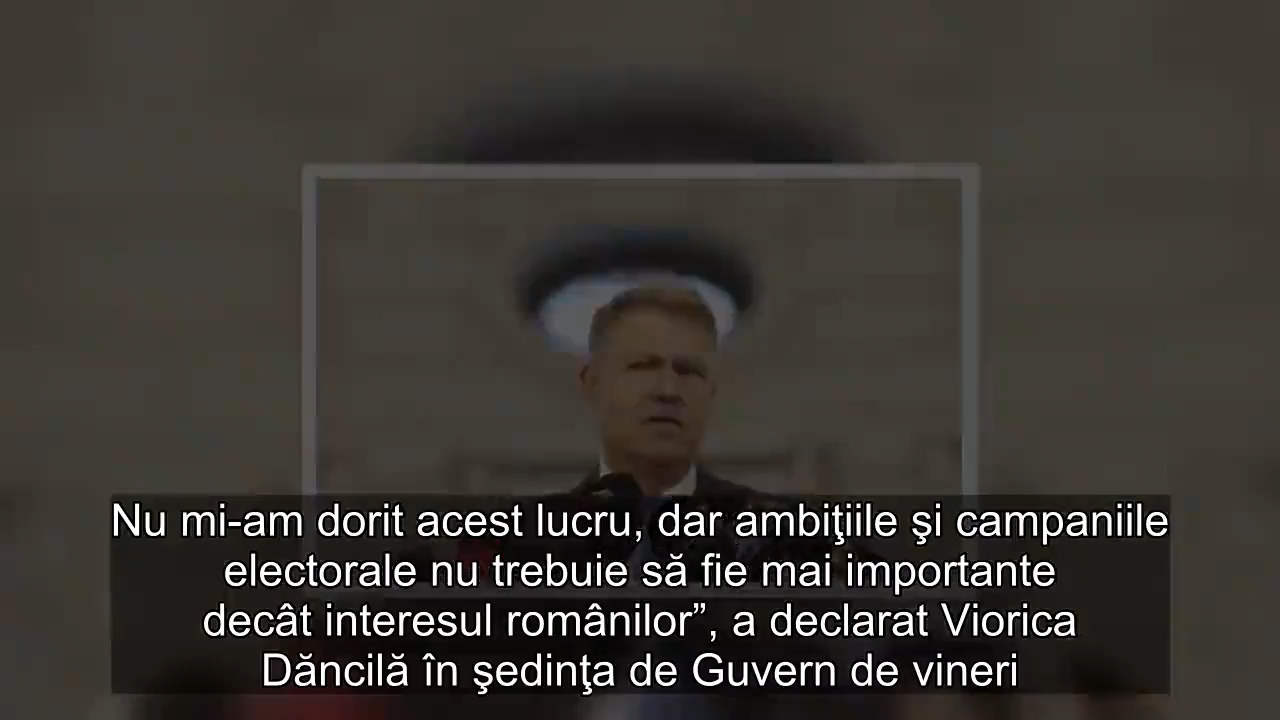 Nu mi-am dorit acest lucru, dar ambiţiile şi campaniile
electorale nu trebuie să fie mai importante
decât interesul românilor”, a declarat Viorica
Dăncilă în şedinţa de Guvern de vineri